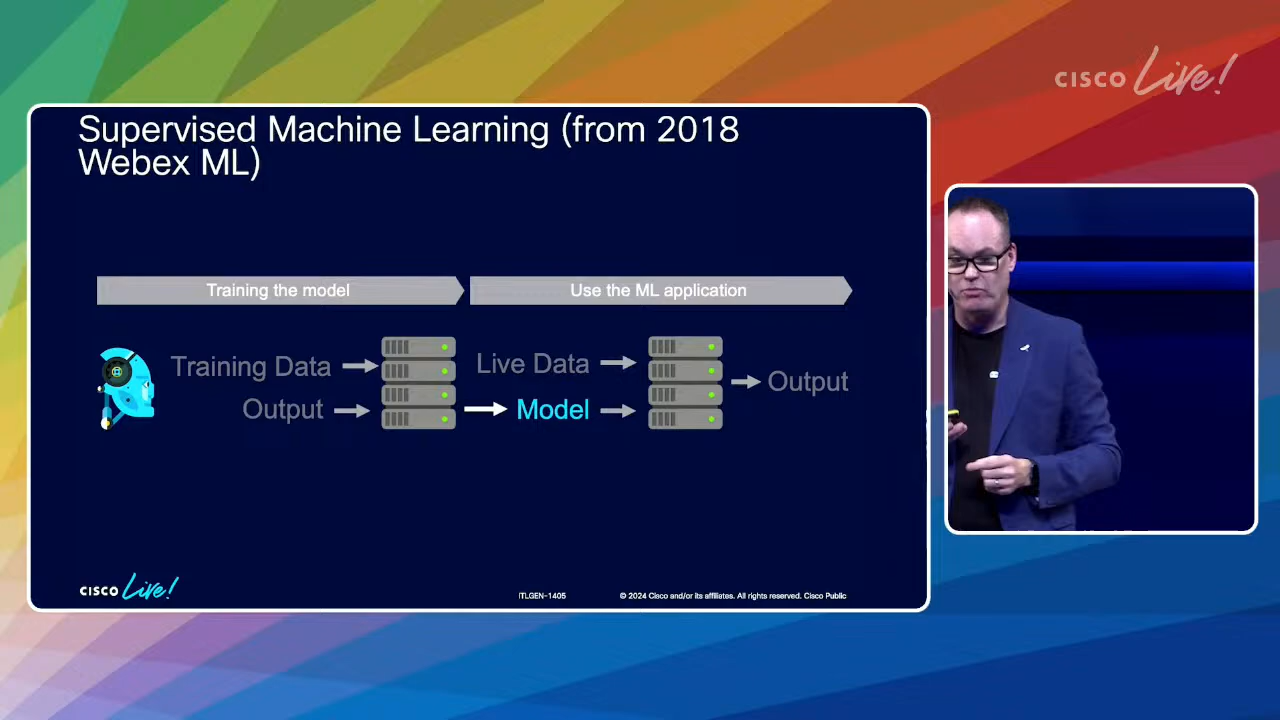 CISCO Live!
Supervised Machine Learning (from 2018
Webex ML)
Training the model
Use the ML application
Training Data
Output
Live Data
Model
Output
CISCO Live!
ITLGEN-1405
© 2024 Cisco and/or its affiliates. All rights reserved. Cisco Public